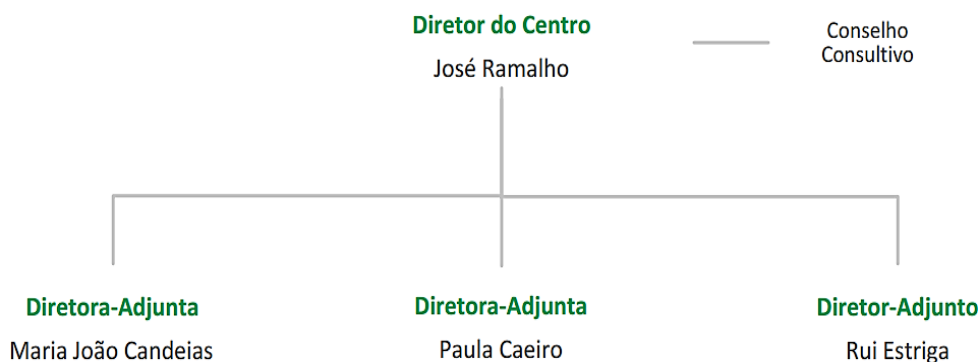 Diretor do Centro
José Ramalho
Conselho
Consultivo
Diretora-Adjunta
Maria João Candeias
Diretora-Adjunta
Paula Caeiro
Diretor-Adjunto
Rui Estriga